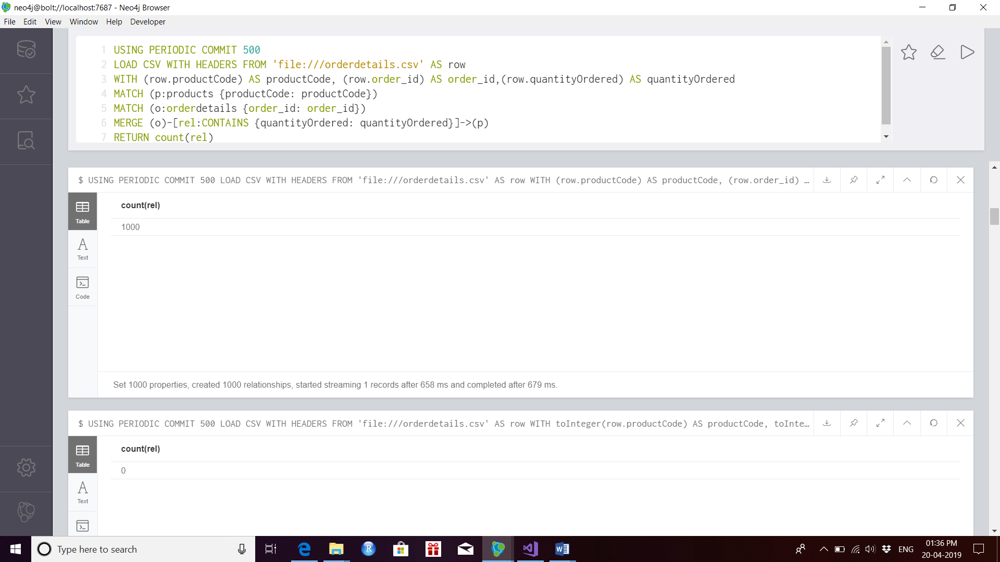 neo4j@bolt://localhost:7687 - Neo4j Browser
File Edit View Window Help Developer
1 USING PERIODIC COMMIT 500
2 LOAD CSV WITH HEADERS FROM 'file:///orderdetails.csv' AS row
3 WITH (row.productCode) AS productCode, (row.order_id) AS order_id,(row.quantityOrdered) AS quantityOrdered
4 MATCH (p:products {productCode: productCode})
5 MATCH (o:orderdetails {order_id: order_id})
6 MERGE (o)-[rel:CONTAINS {quantityOrdered: quantityOrdered}]->(p)
7 RETURN count(rel)
$ USING PERIODIC COMMIT 500 LOAD CSV WITH HEADERS FROM 'file:///orderdetails.csv' AS row WITH (row.productCode) AS productCode, (row.order_id) …
Table
count(rel)
1000
Text
Code
Set 1000 properties, created 1000 relationships, started streaming 1 records after 658 ms and completed after 679 ms.
$ USING PERIODIC COMMIT 500 LOAD CSV WITH HEADERS FROM 'file:///orderdetails.csv' AS row WITH toInteger(row.productCode) AS productCode, toInte…
Table
count(rel)
0
Text
Type here to search
ENG
01:36 PM
20-04-2019